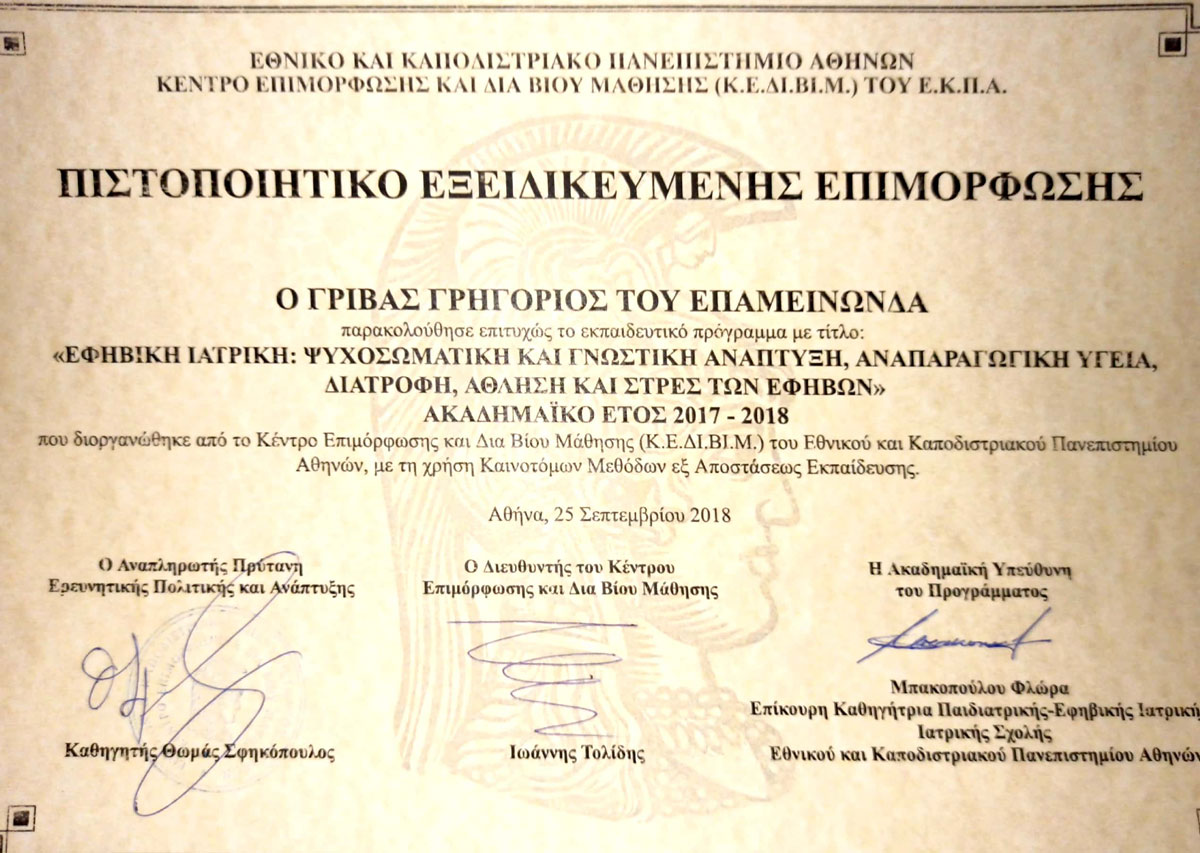 ΕΘΝΙΚΟ ΚΑΙ ΚΑΠΟΔΙΣΤΡΙΑΚΟ ΠΑΝΕΠΙΣΤΗΜΙΟ ΑΘΗΝΩΝ
ΚΕΝΤΡΟ ΕΠΙΜΟΡΦΩΣΗΣ ΚΑΙ ΔΙΑ ΒΙΟΥ ΜΑΘΗΣΗΣ (Κ.Ε.ΔΙ.ΒΙ.Μ.) ΤΟΥ Ε.Κ.Π.Α.
ΠΙΣΤΟΠΟΙΗΤΙΚΟ ΕΞΕΙΔΙΚΕΥΜΕΝΗΣ ΕΠΙΜΟΡΦΩΣΗΣ
Ο ΓΡΙΒΑΣ ΓΡΗΓΟΡΙΟΣ ΤΟΥ ΕΠΑΜΕΙΝΩΝΔΑ
παρακολούθησε επιτυχώς το εκπαιδευτικό πρόγραμμα με τίτλο:
«ΕΦΗΒΙΚΗ ΙΑΤΡΙΚΗ: ΨΥΧΟΣΩΜΑΤΙΚΗ ΚΑΙ ΓΝΩΣΤΙΚΗ ΑΝΑΠΤΥΞΗ, ΑΝΑΠΑΡΑΓΩΓΙΚΗ ΥΓΕΙΑ,
ΔΙΑΤΡΟΦΗ, ΑΘΛΗΣΗ ΚΑΙ ΣΤΡΕΣ ΤΩΝ ΕΦΗΒΩΝ»
ΑΚΑΔΗΜΑΪΚΟ ΕΤΟΣ 2017 - 2018
που διοργανώθηκε από το Κέντρο Επιμόρφωσης και Δια Βίου Μάθησης (Κ.Ε.ΔΙ.ΒΙ.Μ.) του Εθνικού και Καποδιστριακού Πανεπιστημίου
Αθηνών, με τη χρήση Καινοτόμων Μεθόδων εξ Αποστάσεως Εκπαίδευσης.
Αθήνα, 25 Σεπτεμβρίου 2018
Ο Αναπληρωτής Πρύτανη
Ερευνητικής Πολιτικής και Ανάπτυξης
Καθηγητής Θωμάς Σφηκόπουλος
Ο Διευθυντής του Κέντρου
Επιμόρφωσης και Δια Βίου Μάθησης
Ιωάννης Τολίδης
Η Ακαδημαϊκή Υπεύθυνη
του Προγράμματος
Μπακοπούλου Φλώρα
Επίκουρη Καθηγήτρια Παιδιατρικής-Εφηβικής Ιατρική
Ιατρικής Σχολής
Εθνικού και Καποδιστριακού Πανεπιστημίου Αθηνών